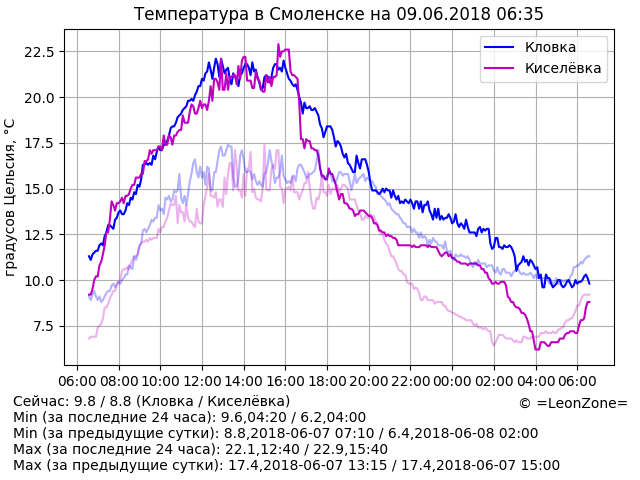 Температура в Смоленске на 09.06.2018 06:35
Кловка
Киселёвка
градусов Цельсия, °C
22.5
20.0
17.5
15.0
12.5
10.0
7.5
06:00 08:00 10:00 12:00 14:00 16:00 18:00 20:00 22:00 00:00 02:00 04:00 06:00
Сейчас: 9.8 / 8.8 (Кловка / Киселёвка)
© =LeonZone=
Min (за последние 24 часа): 9.6,04:20 / 6.2,04:00
Min (за предыдущие сутки): 8.8,2018-06-07 07:10 / 6.4,2018-06-08 02:00
Max (за последние 24 часа): 22.1,12:40 / 22.9,15:40
Max (за предыдущие сутки): 17.4,2018-06-07 13:15 / 17.4,2018-06-07 15:00